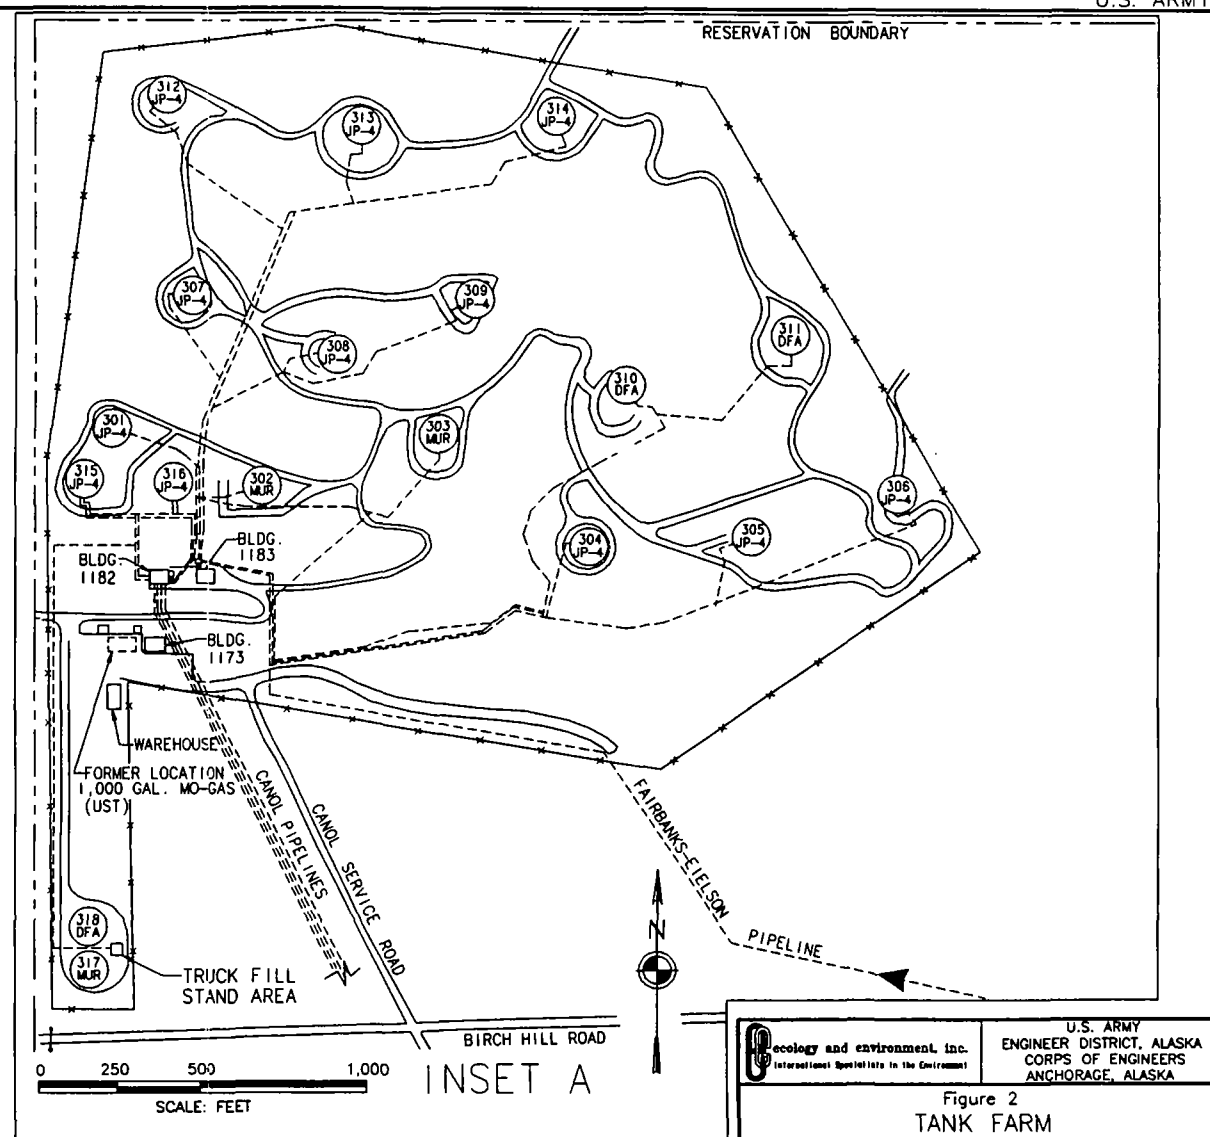 U.S. ARMY
RESERVATION BOUNDARY
312
JP-4
313
JP-4
314
JP-4
307
JP-4
309
JP-4
308
JP-4
311
DFA
310
DFA
301
JP-4
303
MUR
315
JP-4
316
JP-4
302
MUR
306
JP-4
304
JP-4
305
JP-4
BLDG.
1183
BLDG.
1182
BLDG.
1173
WAREHOUSE
FORMER LOCATION
1,000 GAL. MO-GAS
(UST)
CANOL PIPELINES
CANOL SERVICE ROAD
FAIRBANKS-EIELSON
PIPELINE
N
318
DFA
317
MUR
TRUCK FILL
STAND AREA
BIRCH HILL ROAD
0 250 500 1,000
SCALE: FEET
INSET A
ecology and environment, inc.
International Specialists in the Environment
U.S. ARMY
ENGINEER DISTRICT, ALASKA
CORPS OF ENGINEERS
ANCHORAGE, ALASKA
Figure 2
TANK FARM